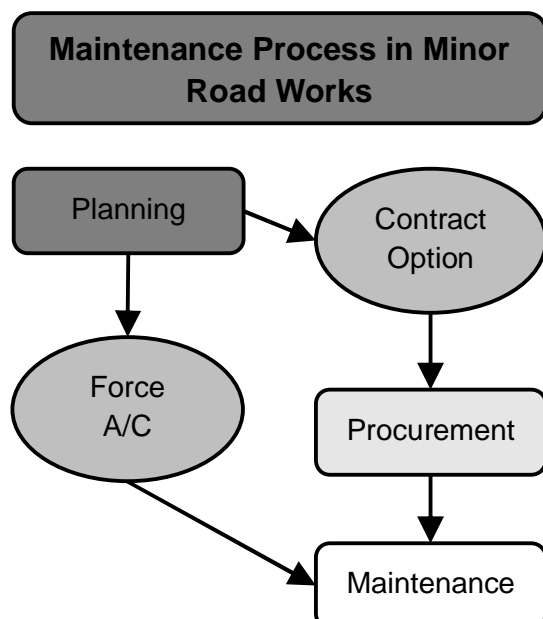 Maintenance Process in Minor
Road Works
Planning
Contract
Option
Force
A/C
Procurement
Maintenance